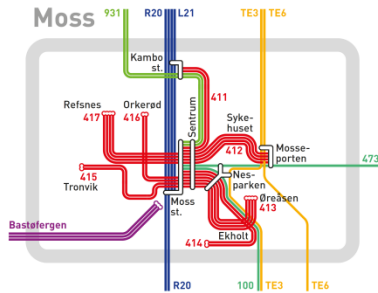 Moss
931
R20
L21
TE3
TE6
Kambo
st.
411
Refsnes
417
Orkerød
416
Sentrum
Syke-
huset
412
Mosse-
porten
473
415
Tronvik
Nes-
parken
Moss
st.
Øreåsen
413
Ekholt
414
Bastøfergen
R20
100
TE3
TE6